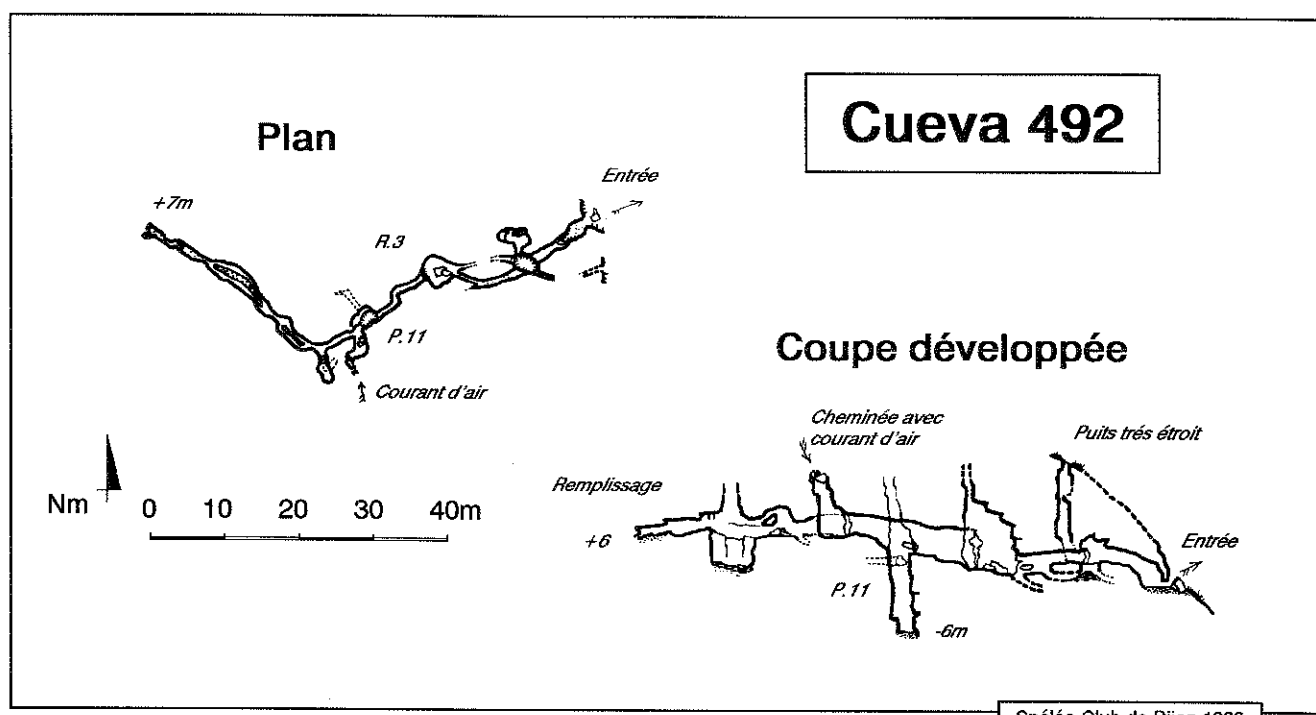 Cueva 492
Plan
Entrée
+7m
R.3
P.11
Courant d'air
Coupe développée
Cheminée avec
courant d'air
Puits trés étroit
Nm
0 10 20 30 40m
Remplissage
+6
Entrée
P.11
-6m